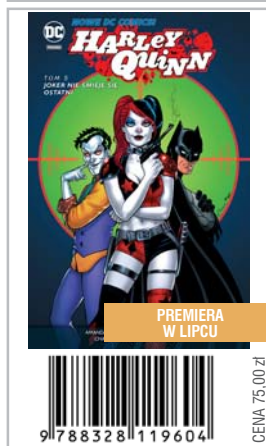 NOWE DC COMICS!
DC
HARLEY
QUINN
TOM 5
JOKER NIE ŚMIEJE SIĘ
OSTATNI
PREMIERA
W LIPCU
9 788328 119604
CENA 75,00 zł